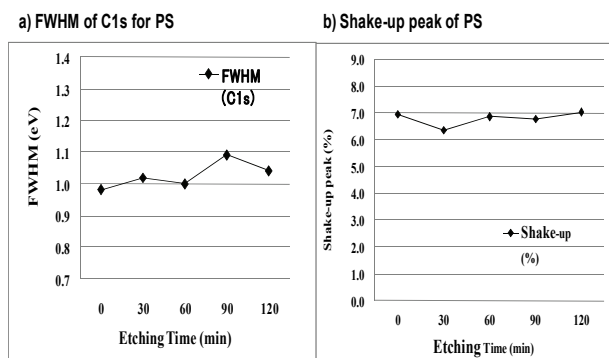 a) FWHM of C1s for PS
1.4
1.3
1.2
1.1
1.0
0.9
0.8
0.7
FWHM (eV)
FWHM
(C1s)
0 30 60 90 120
Etching Time (min)
b) Shake-up peak of PS
9.0
8.0
7.0
6.0
5.0
4.0
3.0
2.0
1.0
0.0
Shake-up peak (%)
Shake-up
(%)
0 30 60 90 120
Etching Time (min)